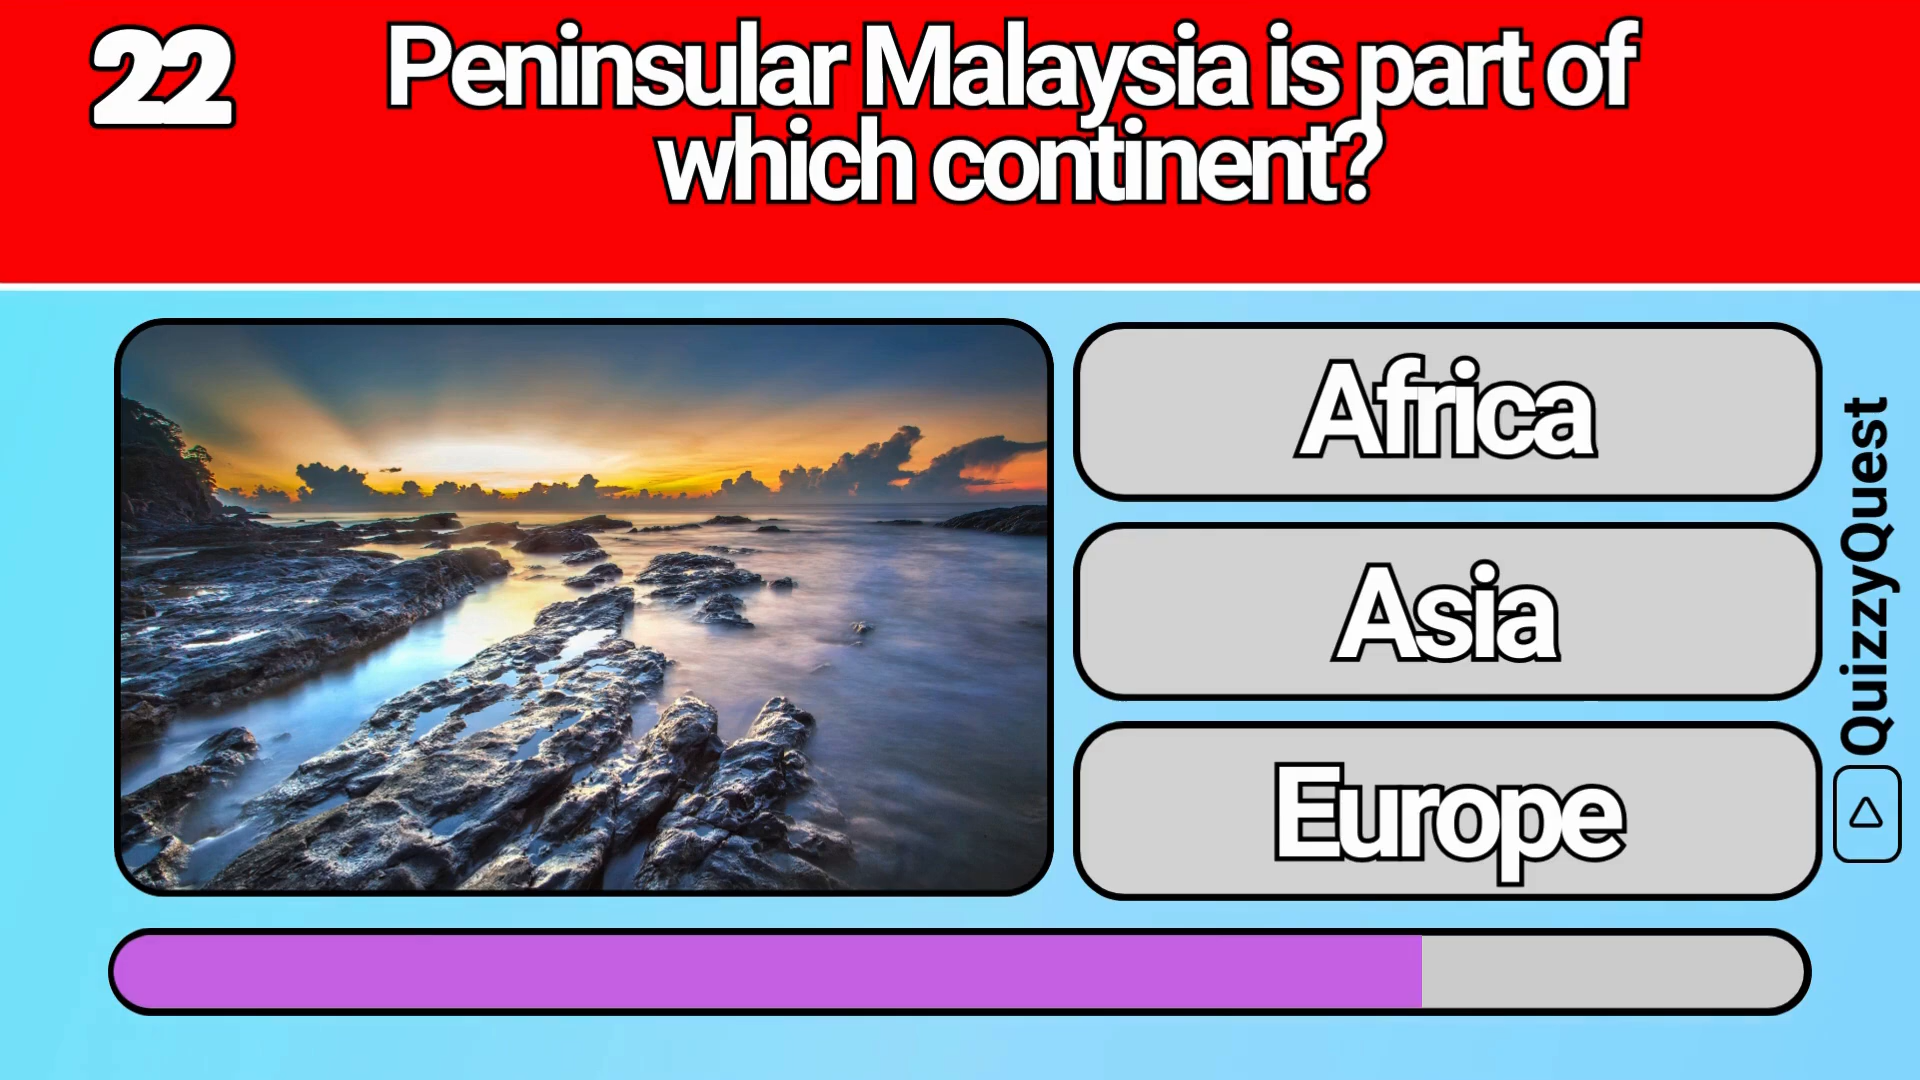 22
Peninsular Malaysia is part of
which continent?
Africa
Asia
Europe
QuizzyQuest